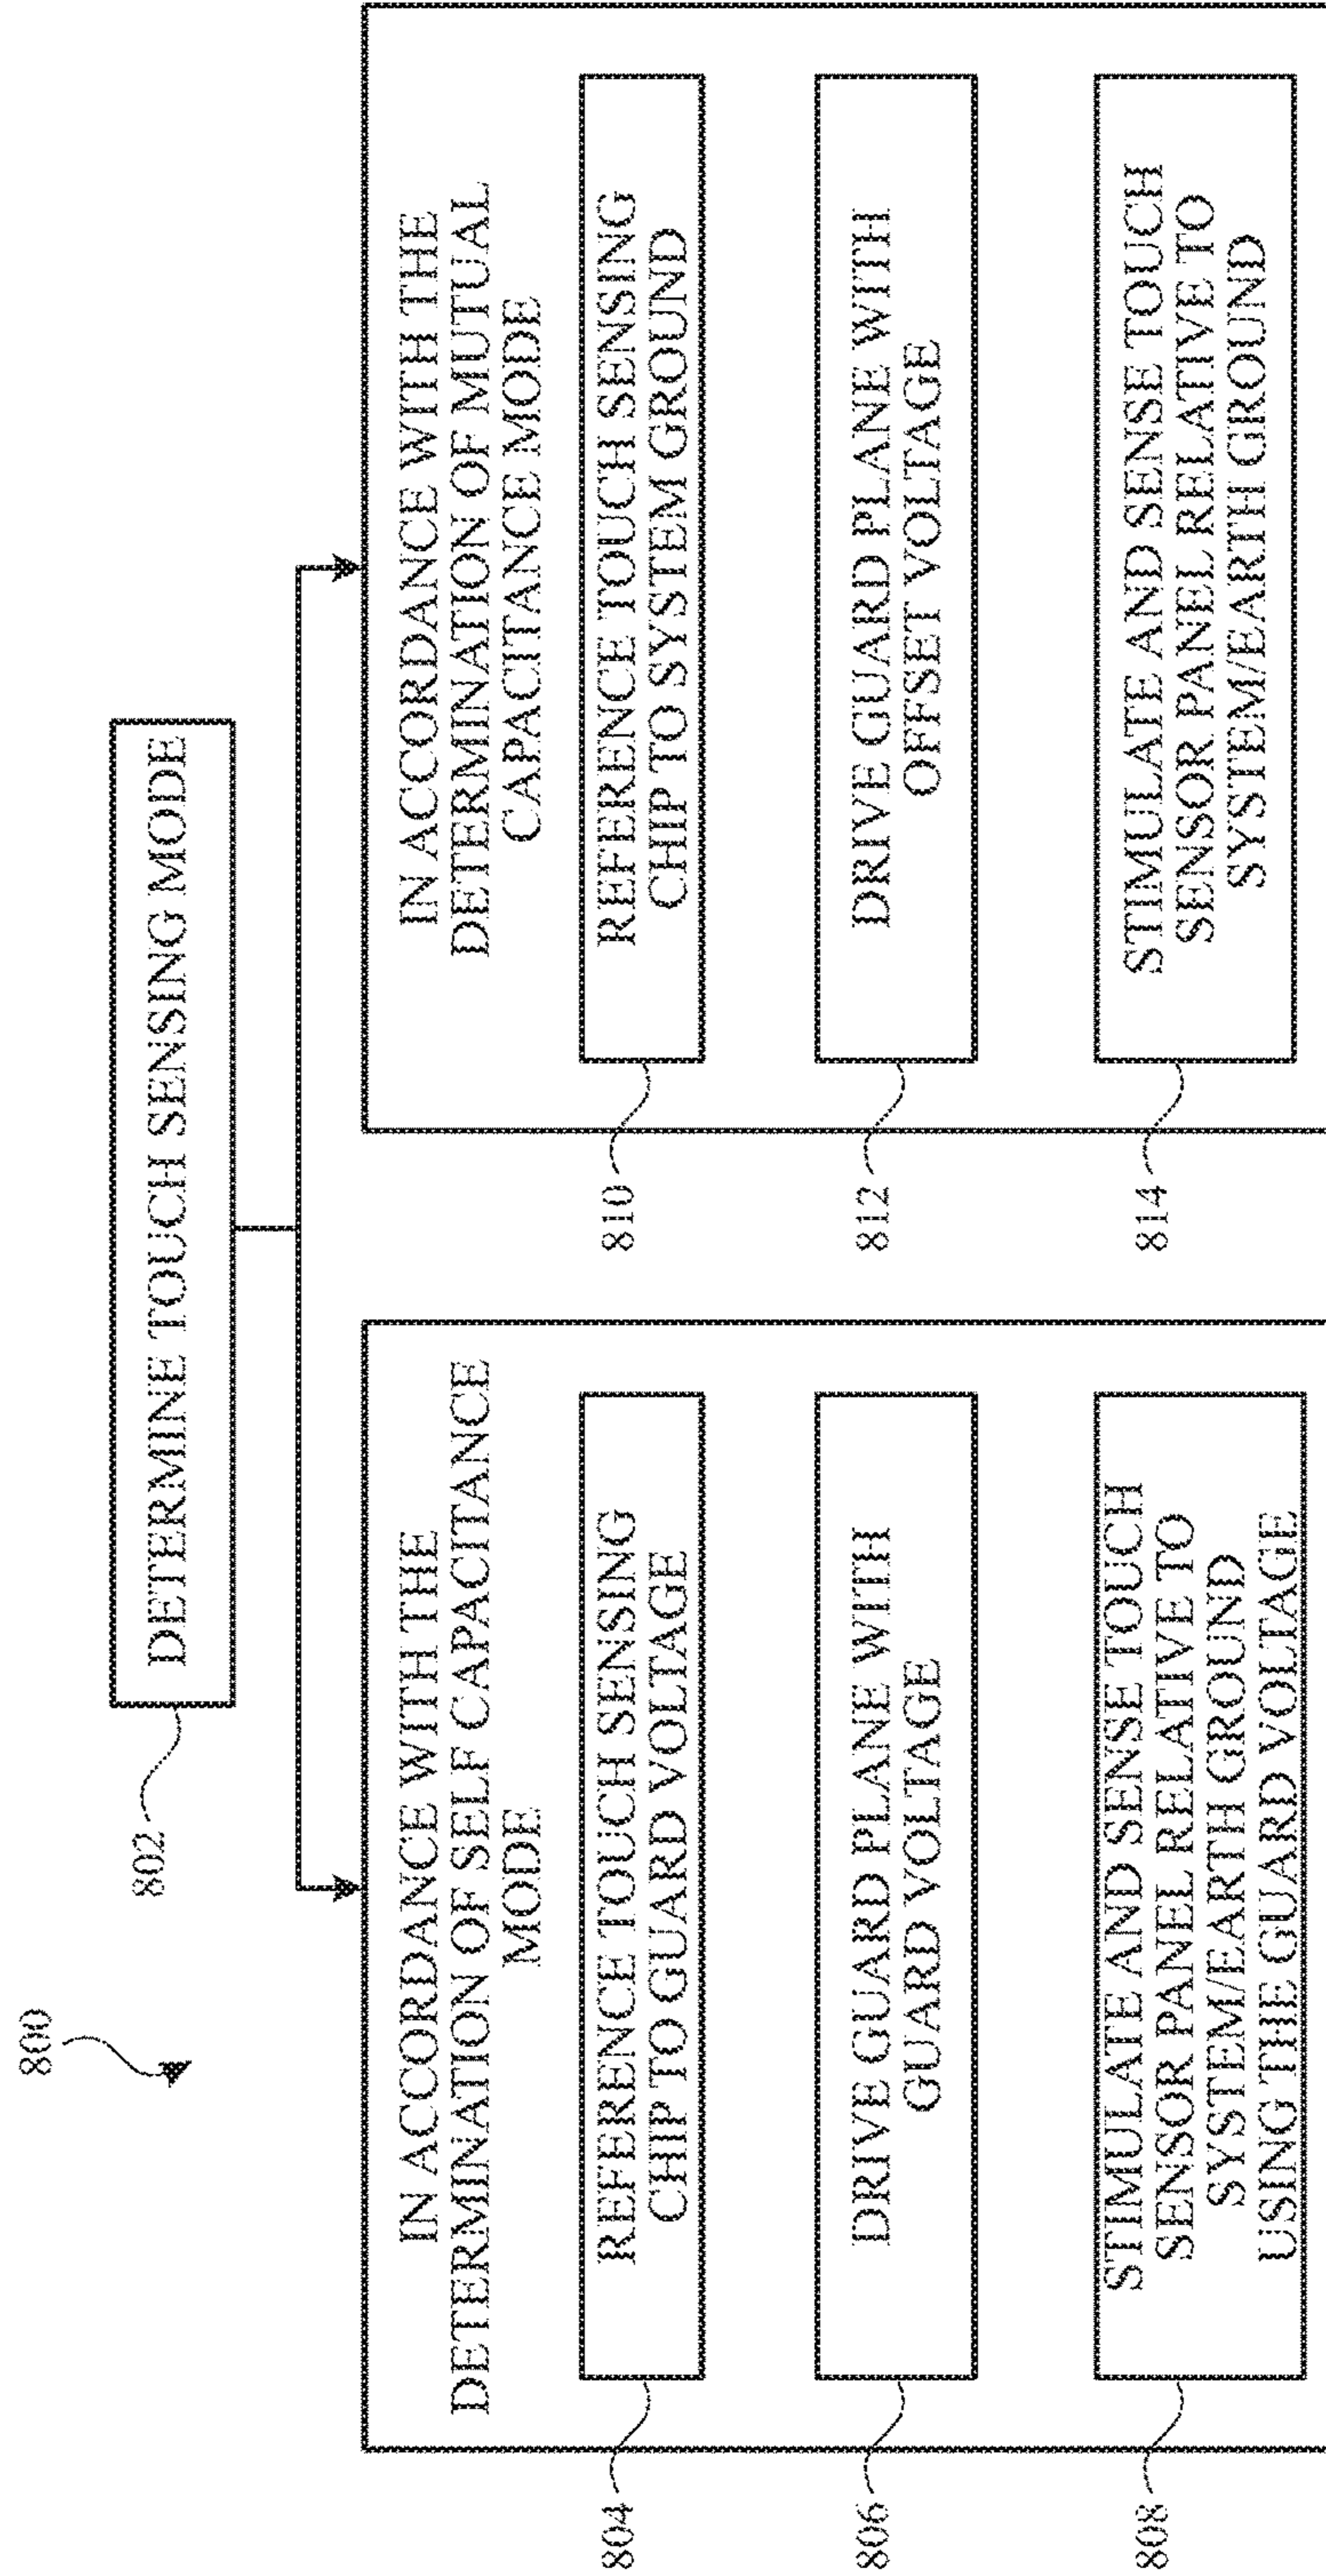 800
802
DETERMINE TOUCH SENSING MODE
IN ACCORDANCE WITH THE
DETERMINATION OF SELF CAPACITANCE
MODE
804
REFERENCE TOUCH SENSING
CHIP TO GUARD VOLTAGE
806
DRIVE GUARD PLANE WITH
GUARD VOLTAGE
808
STIMULATE AND SENSE TOUCH
SENSOR PANEL RELATIVE TO
SYSTEM/EARTH GROUND
USING THE GUARD VOLTAGE
IN ACCORDANCE WITH THE
DETERMINATION OF MUTUAL
CAPACITANCE MODE
810
REFERENCE TOUCH SENSING
CHIP TO SYSTEM GROUND
812
DRIVE GUARD PLANE WITH
OFFSET VOLTAGE
814
STIMULATE AND SENSE TOUCH
SENSOR PANEL RELATIVE TO
SYSTEM/EARTH GROUND